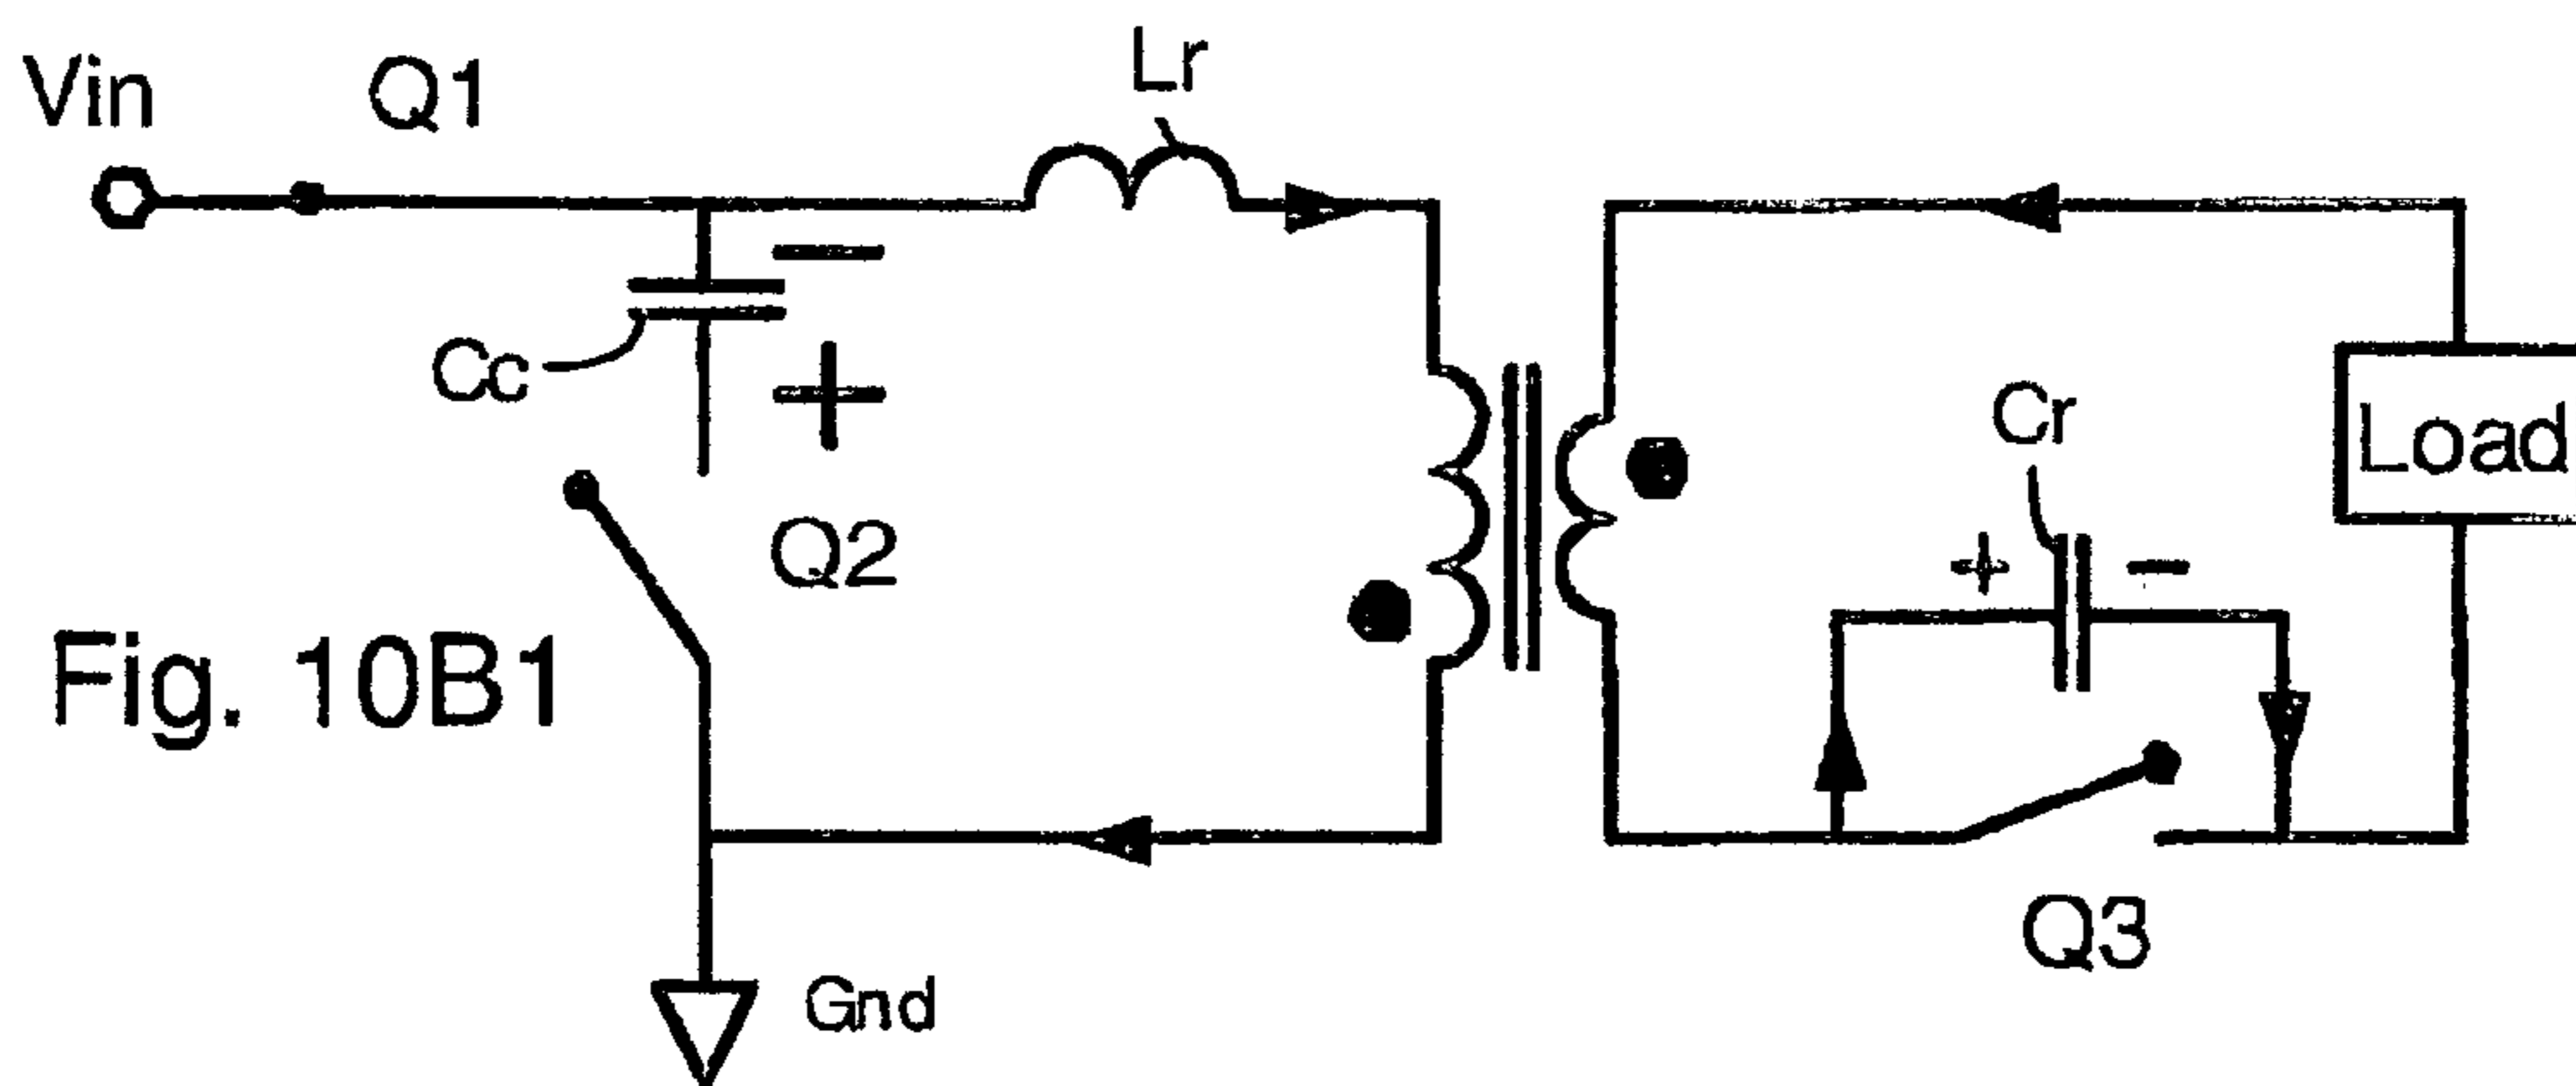 Vin
Q1
Lr
Cc
−
+
Q2
Cr
+
−
Load
Fig. 10B1
Q3
Gnd